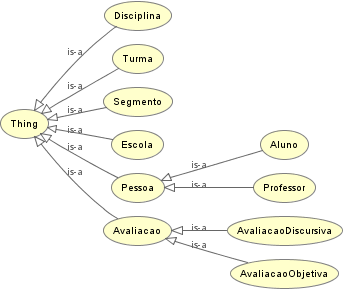 Disciplina
is-a
Turma
is-a
Segmento
is-a
Thing
is-a
Escola
is-a
Pessoa
is-a
Avaliacao
is-a
Aluno
is-a
Professor
is-a
AvaliacaoDiscursiva
is-a
AvaliacaoObjetiva